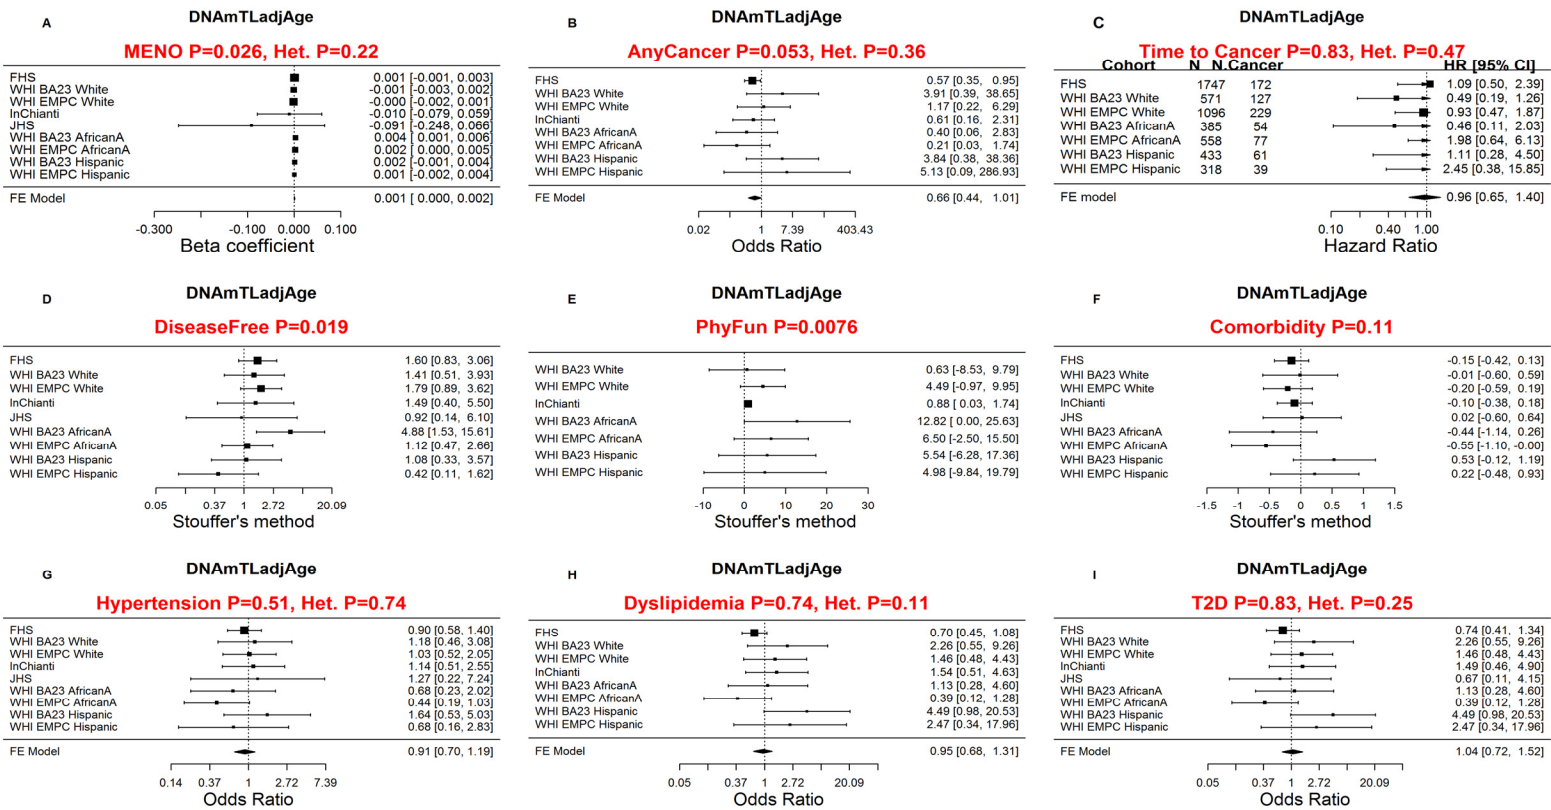 A
DNAmTLadjAge
MENO P=0.026, Het. P=0.22
FHS 0.001 [-0.001, 0.003]
WHI BA23 White -0.001 [-0.003, 0.002]
WHI EMPC White -0.000 [-0.002, 0.001]
InChianti -0.010 [-0.079, 0.059]
JHS -0.091 [-0.248, 0.066]
WHI BA23 AfricanA 0.004 [ 0.001, 0.006]
WHI EMPC AfricanA 0.002 [ 0.000, 0.005]
WHI BA23 Hispanic 0.002 [-0.001, 0.004]
WHI EMPC Hispanic 0.001 [-0.002, 0.004]
FE Model 0.001 [ 0.000, 0.002]
-0.300 -0.100 0.000 0.100
Beta coefficient
B
DNAmTLadjAge
AnyCancer P=0.053, Het. P=0.36
FHS 0.57 [0.35, 0.95]
WHI BA23 White 3.91 [0.39, 38.65]
WHI EMPC White 1.17 [0.22, 6.29]
InChianti 0.61 [0.16, 2.31]
WHI BA23 AfricanA 0.40 [0.06, 2.83]
WHI EMPC AfricanA 0.21 [0.03, 1.74]
WHI BA23 Hispanic 3.84 [0.38, 38.36]
WHI EMPC Hispanic 5.13 [0.09, 286.93]
FE Model 0.66 [0.44, 1.01]
0.02 1 7.39 403.43
Odds Ratio
C
DNAmTLadjAge
Time to Cancer P=0.83, Het. P=0.47
Cohort N N.Cancer HR [95% CI]
FHS 1747 172 1.09 [0.50, 2.39]
WHI BA23 White 571 127 0.49 [0.19, 1.26]
WHI EMPC White 1096 229 0.93 [0.47, 1.87]
WHI BA23 AfricanA 385 54 0.46 [0.11, 2.03]
WHI EMPC AfricanA 558 77 1.98 [0.64, 6.13]
WHI BA23 Hispanic 433 61 1.11 [0.28, 4.50]
WHI EMPC Hispanic 318 39 2.45 [0.38, 15.85]
FE model 0.96 [0.65, 1.40]
0.10 0.40 1.00
Hazard Ratio
D
DNAmTLadjAge
DiseaseFree P=0.019
FHS 1.60 [0.83, 3.06]
WHI BA23 White 1.41 [0.51, 3.93]
WHI EMPC White 1.79 [0.89, 3.62]
InChianti 1.49 [0.40, 5.50]
JHS 0.92 [0.14, 6.10]
WHI BA23 AfricanA 4.88 [1.53, 15.61]
WHI EMPC AfricanA 1.12 [0.47, 2.66]
WHI BA23 Hispanic 1.08 [0.33, 3.57]
WHI EMPC Hispanic 0.42 [0.11, 1.62]
0.05 0.37 1 2.72 20.09
Stouffer's method
E
DNAmTLadjAge
PhyFun P=0.0076
WHI BA23 White 0.63 [-8.53, 9.79]
WHI EMPC White 4.49 [-0.97, 9.95]
InChianti 0.88 [ 0.03, 1.74]
WHI BA23 AfricanA 12.82 [ 0.00, 25.63]
WHI EMPC AfricanA 6.50 [-2.50, 15.50]
WHI BA23 Hispanic 5.54 [-6.28, 17.36]
WHI EMPC Hispanic 4.98 [-9.84, 19.79]
-10 0 10 20 30
Stouffer's method
F
DNAmTLadjAge
Comorbidity P=0.11
FHS -0.15 [-0.42, 0.13]
WHI BA23 White -0.01 [-0.60, 0.59]
WHI EMPC White -0.20 [-0.59, 0.19]
InChianti -0.10 [-0.38, 0.18]
JHS 0.02 [-0.60, 0.64]
WHI BA23 AfricanA -0.44 [-1.14, 0.26]
WHI EMPC AfricanA -0.55 [-1.10, -0.00]
WHI BA23 Hispanic 0.53 [-0.12, 1.19]
WHI EMPC Hispanic 0.22 [-0.48, 0.93]
-1.5 -1 -0.5 0 0.5 1 1.5
Stouffer's method
G
DNAmTLadjAge
Hypertension P=0.51, Het. P=0.74
FHS 0.90 [0.58, 1.40]
WHI BA23 White 1.18 [0.46, 3.08]
WHI EMPC White 1.03 [0.52, 2.05]
InChianti 1.14 [0.51, 2.55]
JHS 1.27 [0.22, 7.24]
WHI BA23 AfricanA 0.68 [0.23, 2.02]
WHI EMPC AfricanA 0.44 [0.19, 1.03]
WHI BA23 Hispanic 1.64 [0.53, 5.03]
WHI EMPC Hispanic 0.68 [0.16, 2.83]
FE Model 0.91 [0.70, 1.19]
0.14 0.37 1 2.72 7.39
Odds Ratio
H
DNAmTLadjAge
Dyslipidemia P=0.74, Het. P=0.11
FHS 0.70 [0.45, 1.08]
WHI BA23 White 2.26 [0.55, 9.26]
WHI EMPC White 1.46 [0.48, 4.43]
InChianti 1.54 [0.51, 4.63]
WHI BA23 AfricanA 1.13 [0.28, 4.60]
WHI EMPC AfricanA 0.39 [0.12, 1.28]
WHI BA23 Hispanic 4.49 [0.98, 20.53]
WHI EMPC Hispanic 2.47 [0.34, 17.96]
FE Model 0.95 [0.68, 1.31]
0.05 0.37 1 2.72 20.09
Odds Ratio
I
DNAmTLadjAge
T2D P=0.83, Het. P=0.25
FHS 0.74 [0.41, 1.34]
WHI BA23 White 2.26 [0.55, 9.26]
WHI EMPC White 1.46 [0.48, 4.43]
InChianti 1.49 [0.46, 4.90]
JHS 0.67 [0.11, 4.15]
WHI BA23 AfricanA 1.13 [0.28, 4.60]
WHI EMPC AfricanA 0.39 [0.12, 1.28]
WHI BA23 Hispanic 4.49 [0.98, 20.53]
WHI EMPC Hispanic 2.47 [0.34, 17.96]
FE Model 1.04 [0.72, 1.52]
0.05 0.37 1 2.72 20.09
Odds Ratio